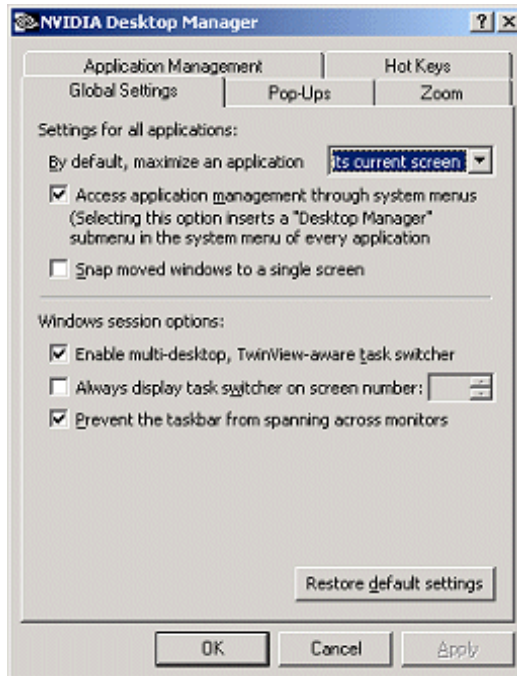 NVIDIA Desktop Manager
Application Management Hot Keys
Global Settings Pop-Ups Zoom
Settings for all applications:
By default, maximize an application its current screen
Access application management through system menus
(Selecting this option inserts a "Desktop Manager"
submenu in the system menu of every application
Snap moved windows to a single screen
Windows session options:
Enable multi-desktop, TwinView-aware task switcher
Always display task switcher on screen number:
Prevent the taskbar from spanning across monitors
Restore default settings
OK Cancel Apply